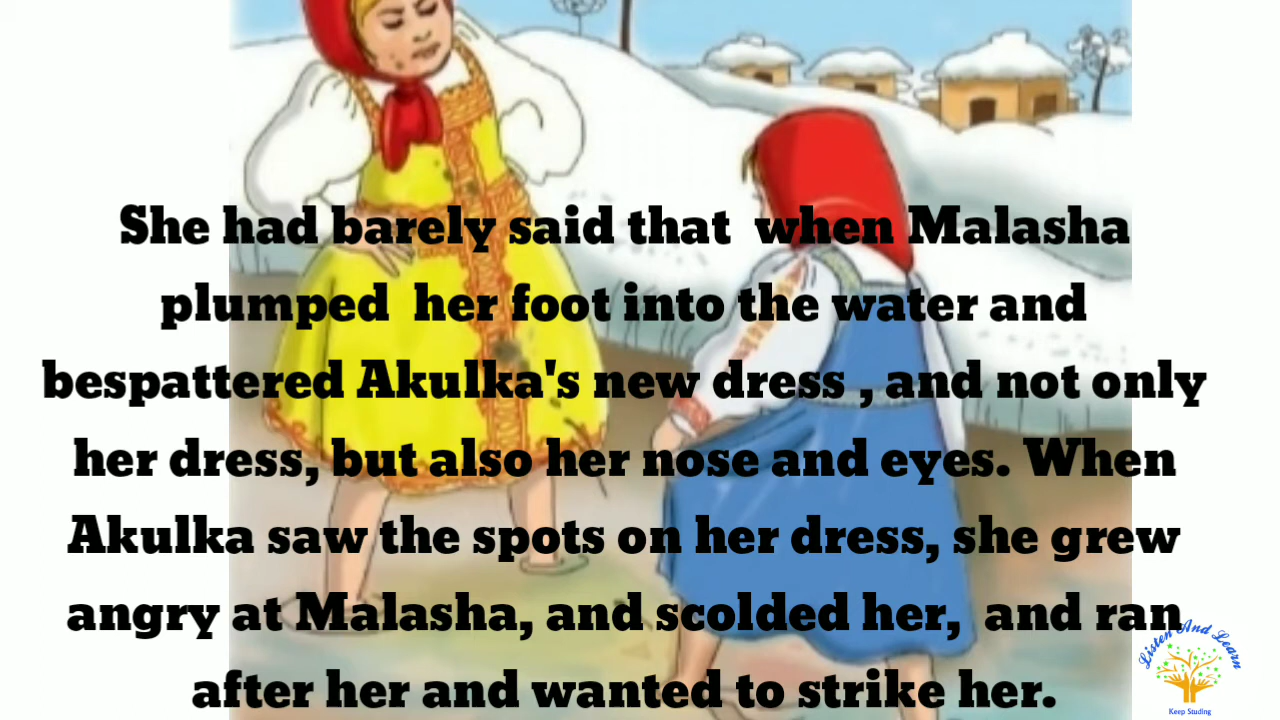 She had barely said that when Malasha
plumped her foot into the water and
bespattered Akulka's new dress , and not only
her dress, but also her nose and eyes. When
Akulka saw the spots on her dress, she grew
angry at Malasha, and scolded her, and ran
after her and wanted to strike her.
Listen And Learn
Keep Studing